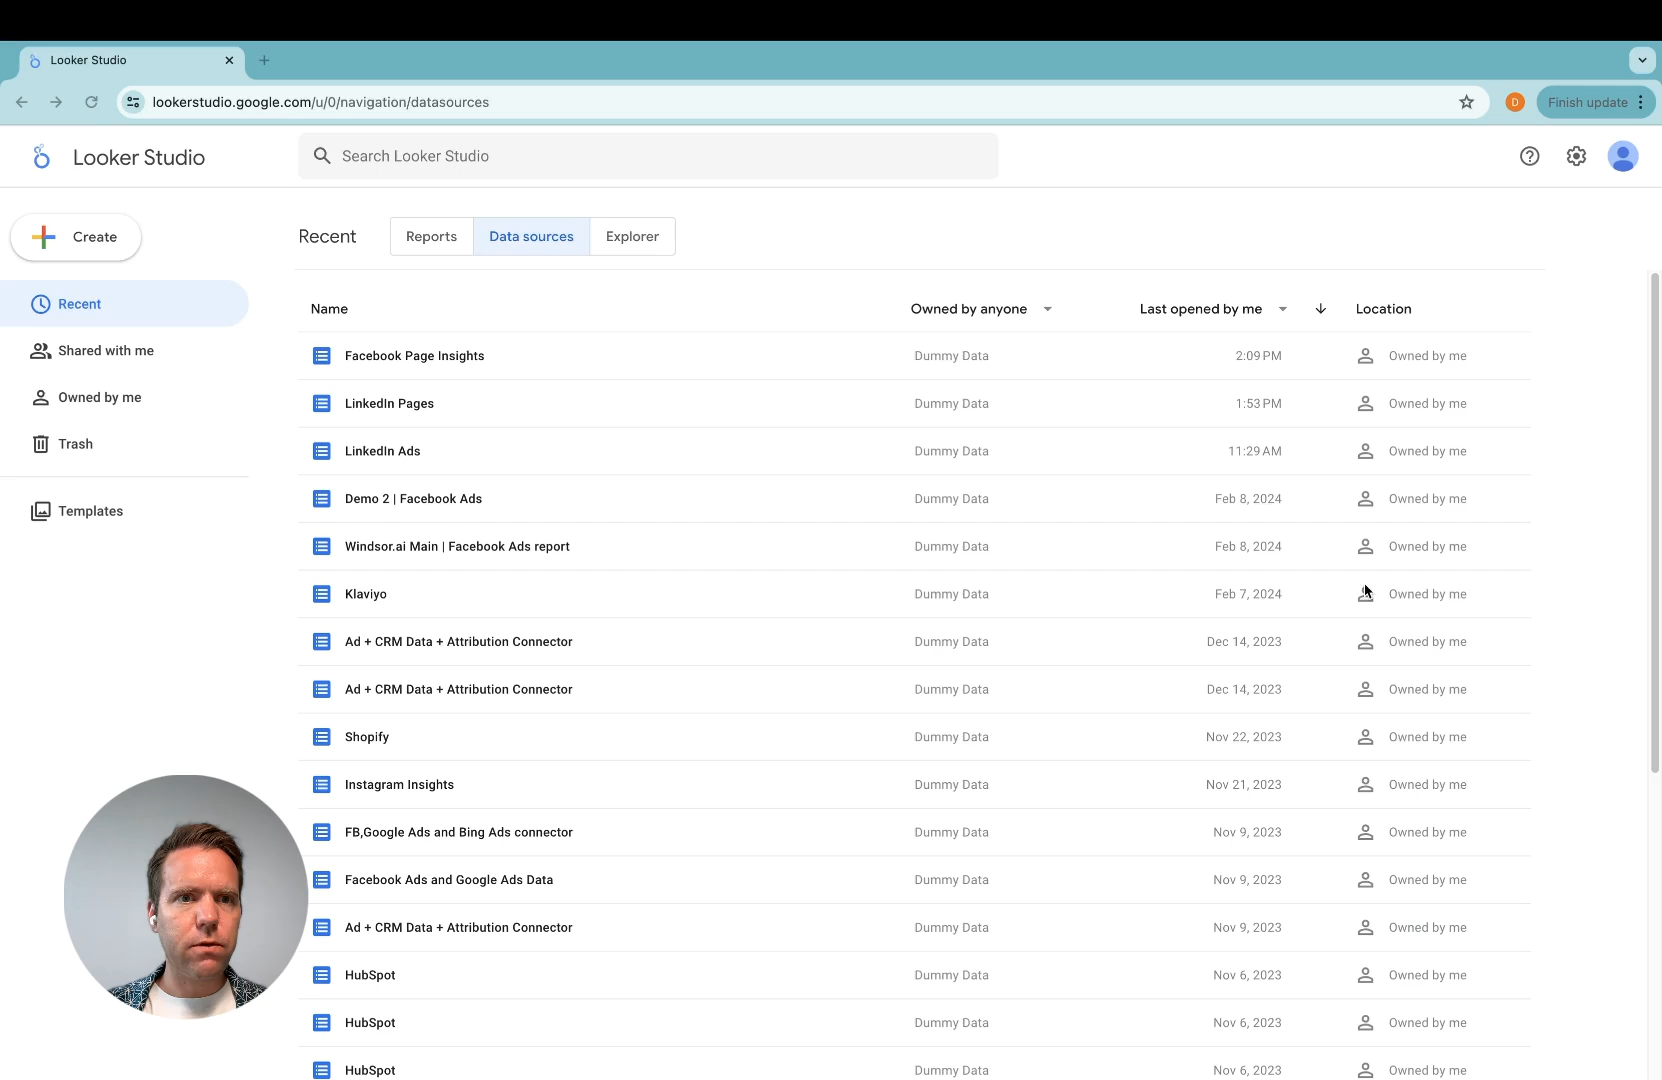 Looker Studio
lookerstudio.google.com/u/0/navigation/datasources
D
Finish update
Looker Studio
Search Looker Studio
Create
Recent
Shared with me
Owned by me
Trash
Templates
Recent
Reports
Data sources
Explorer
Name Owned by anyone Last opened by me Location
Facebook Page Insights Dummy Data 2:09 PM Owned by me
LinkedIn Pages Dummy Data 1:53 PM Owned by me
LinkedIn Ads Dummy Data 11:29 AM Owned by me
Demo 2 | Facebook Ads Dummy Data Feb 8, 2024 Owned by me
Windsor.ai Main | Facebook Ads report Dummy Data Feb 8, 2024 Owned by me
Klaviyo Dummy Data Feb 7, 2024 Owned by me
Ad + CRM Data + Attribution Connector Dummy Data Dec 14, 2023 Owned by me
Ad + CRM Data + Attribution Connector Dummy Data Dec 14, 2023 Owned by me
Shopify Dummy Data Nov 22, 2023 Owned by me
Instagram Insights Dummy Data Nov 21, 2023 Owned by me
FB,Google Ads and Bing Ads connector Dummy Data Nov 9, 2023 Owned by me
Facebook Ads and Google Ads Data Dummy Data Nov 9, 2023 Owned by me
Ad + CRM Data + Attribution Connector Dummy Data Nov 9, 2023 Owned by me
HubSpot Dummy Data Nov 6, 2023 Owned by me
HubSpot Dummy Data Nov 6, 2023 Owned by me
HubSpot Dummy Data Nov 6, 2023 Owned by me